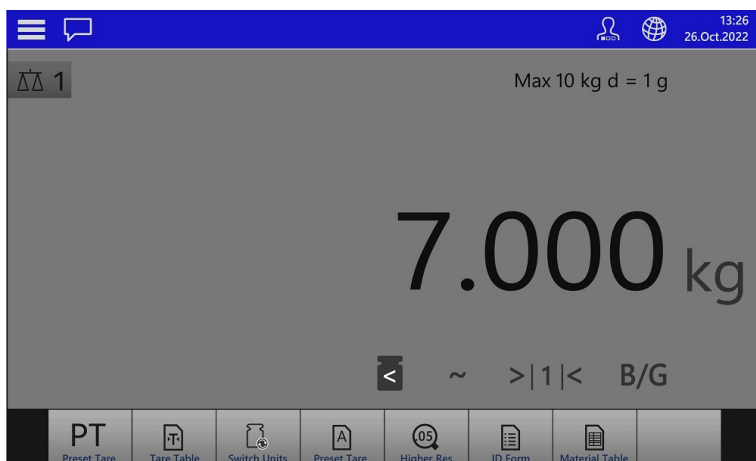 13:26
26.Oct.2022
1
Max 10 kg d = 1 g
7.000 kg
< ~ >|1|< B/G
PT T A .05
Preset Tare Tare Table Switch Units Preset Tare Higher Res. ID Form Material Table